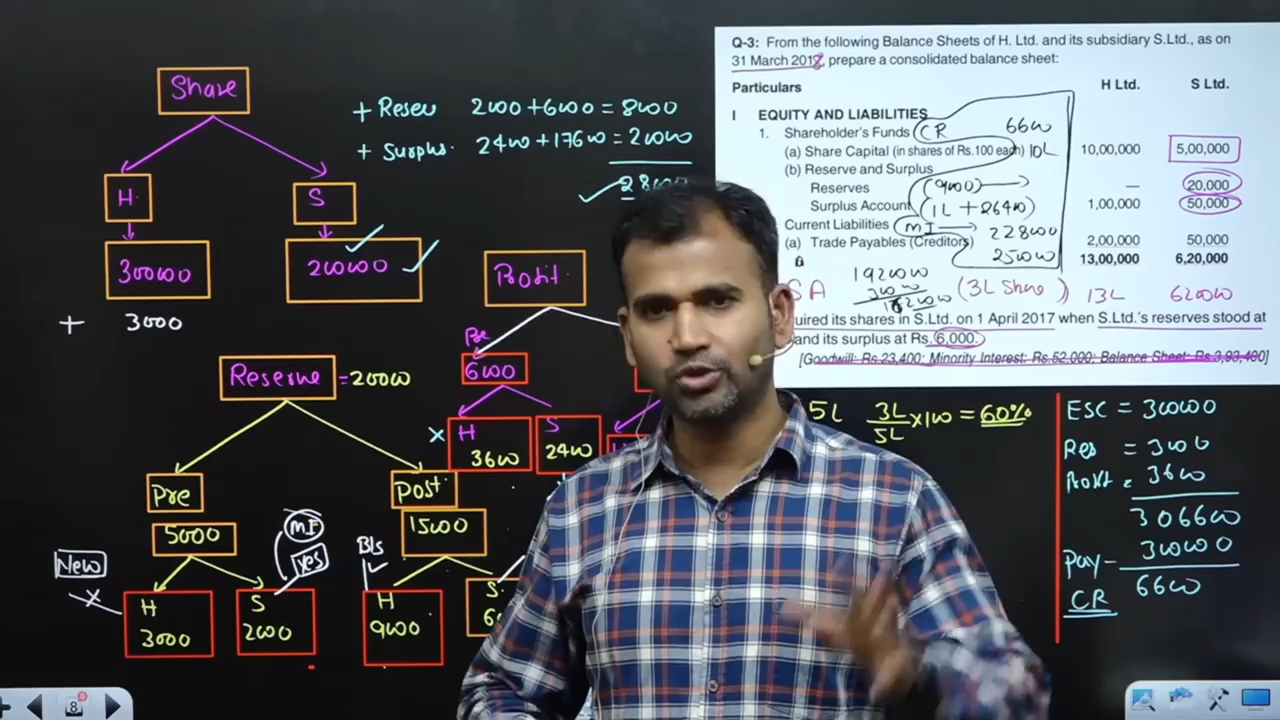 Share
H
S
300000
200000
+ 3000
+ Reser 2000 + 6000 = 8000
+ Surplus. 2400 + 17600 = 20000
Profit
Pre
6000
H
3600
S
2400
Reserve = 20000
Pre
5000
Post
15000
New
H
3000
S
2000
MI
yes
B/s
H
9000
S
Q-3: From the following Balance Sheets of H. Ltd. and its subsidiary S.Ltd., as on
31 March 2018, prepare a consolidated balance sheet:
Particulars H Ltd. S Ltd.
I EQUITY AND LIABILITIES
1. Shareholder's Funds CR 6600
(a) Share Capital (in shares of Rs.100 each) 10L 10,00,000 5,00,000
(b) Reserve and Surplus
Reserves (9000) — 20,000
Surplus Account (1L + 26400) 1,00,000 50,000
Current Liabilities MI 228000
(a) Trade Payables (Creditors) 250000 2,00,000 50,000
13,00,000 6,20,000
1920000
300000
1620000
(3L Share) 13L 620000
uired its shares in S.Ltd. on 1 April 2017 when S.Ltd.'s reserves stood at
and its surplus at Rs. 6,000.
[Goodwill: Rs.23,400; Minority Interest: Rs.52,000; Balance Sheet: Rs.3,93,400]
5L 3L/5L × 100 = 60%
ESC = 300000
Res = 3000
3600
306600
Pay - 300000
CR 6600
8